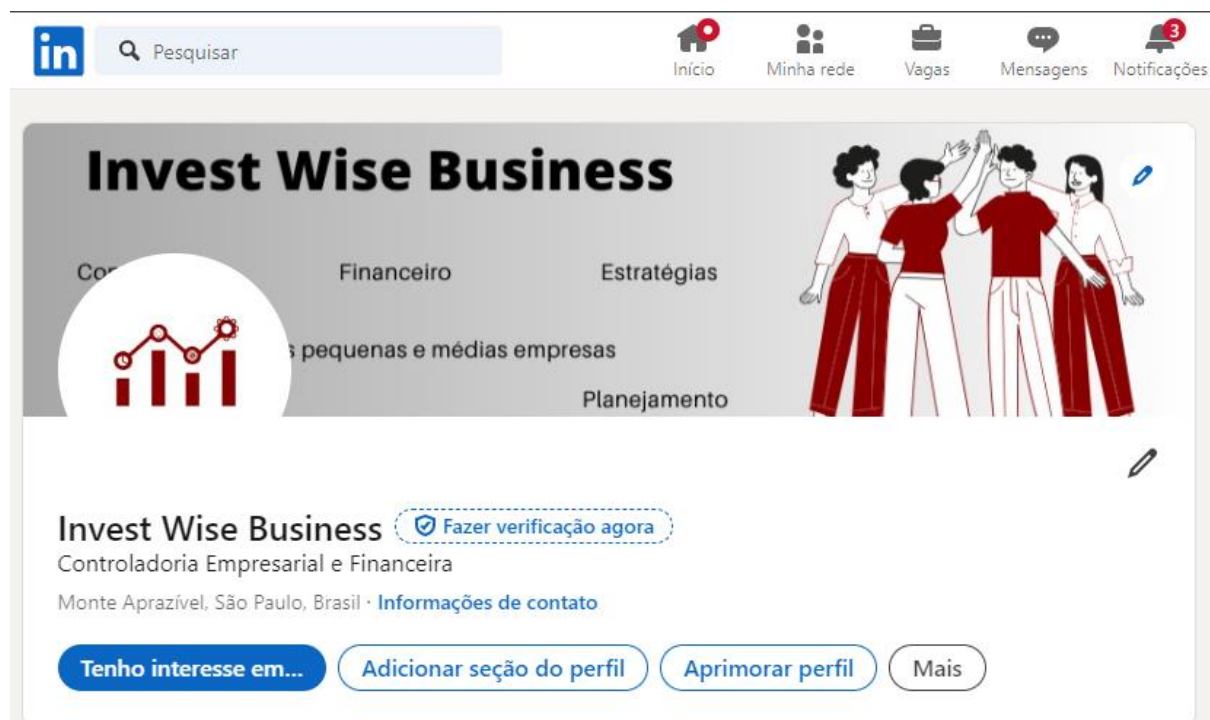 in
Pesquisar
Início
Minha rede
Vagas
Mensagens
3
Notificações
Invest Wise Business
Financeiro
Estratégias
pequenas e médias empresas
Planejamento
Invest Wise Business
Fazer verificação agora
Controladoria Empresarial e Financeira
Monte Aprazível, São Paulo, Brasil · Informações de contato
Tenho interesse em...
Adicionar seção do perfil
Aprimorar perfil
Mais